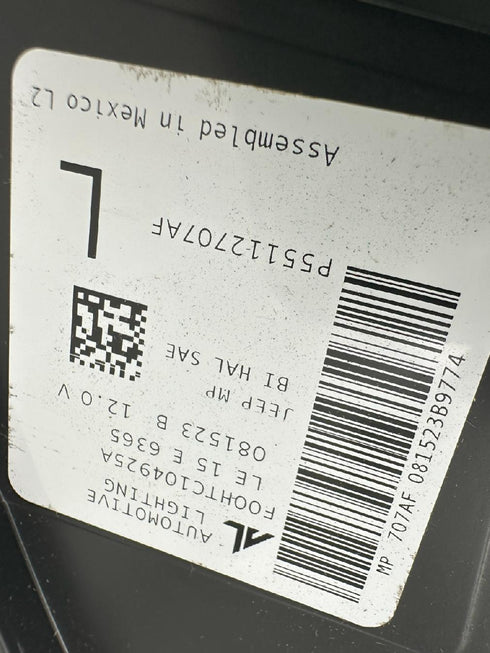 AL AUTOMOTIVE
LIGHTING
F00HTC104925A
LE 15 E 6365
081523 B 12.0 V
JEEP MP
BI HAL SAE
P55112707AF
L
Assembled in Mexico L2
MP 707AF 081523B9774